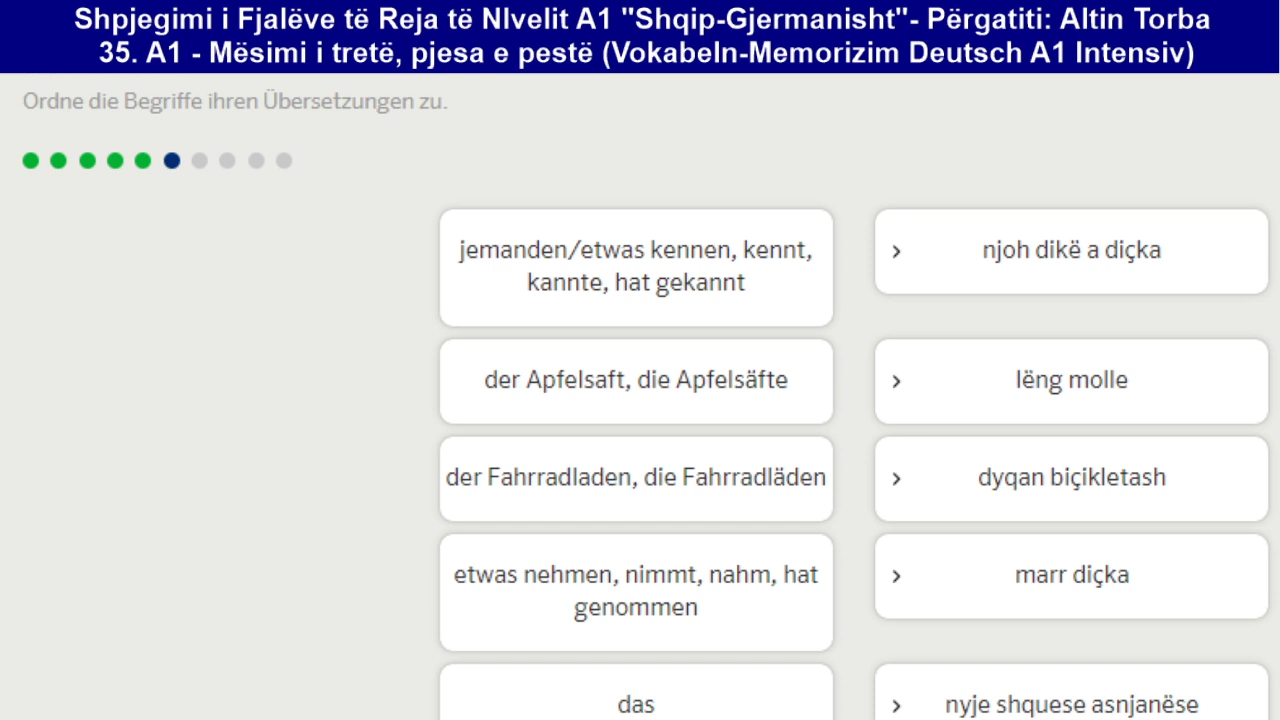 Shpjegimi i Fjalëve të Reja të NIvelit A1 "Shqip-Gjermanisht"- Përgatiti: Altin Torba
35. A1 - Mësimi i tretë, pjesa e pestë (Vokabeln-Memorizim Deutsch A1 Intensiv)
Ordne die Begriffe ihren Übersetzungen zu.
jemanden/etwas kennen, kennt,
kannte, hat gekannt
njoh dikë a diçka
der Apfelsaft, die Apfelsäfte
lëng molle
der Fahrradladen, die Fahrradläden
dyqan biçikletash
etwas nehmen, nimmt, nahm, hat
genommen
marr diçka
das
nyje shquese asnjanëse